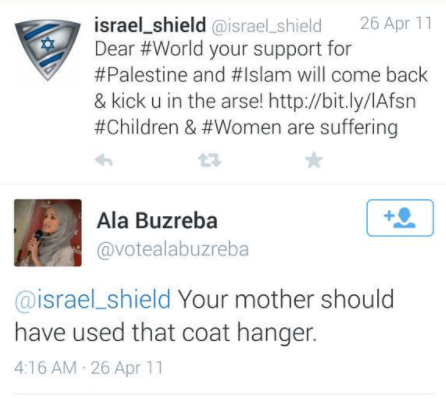 israel_shield @israel_shield 26 Apr 11
Dear #World your support for
#Palestine and #Islam will come back
& kick u in the arse! http://bit.ly/lAfsn
#Children & #Women are suffering
Ala Buzreba
@votealabuzreba
@israel_shield Your mother should
have used that coat hanger.
4:16 AM · 26 Apr 11